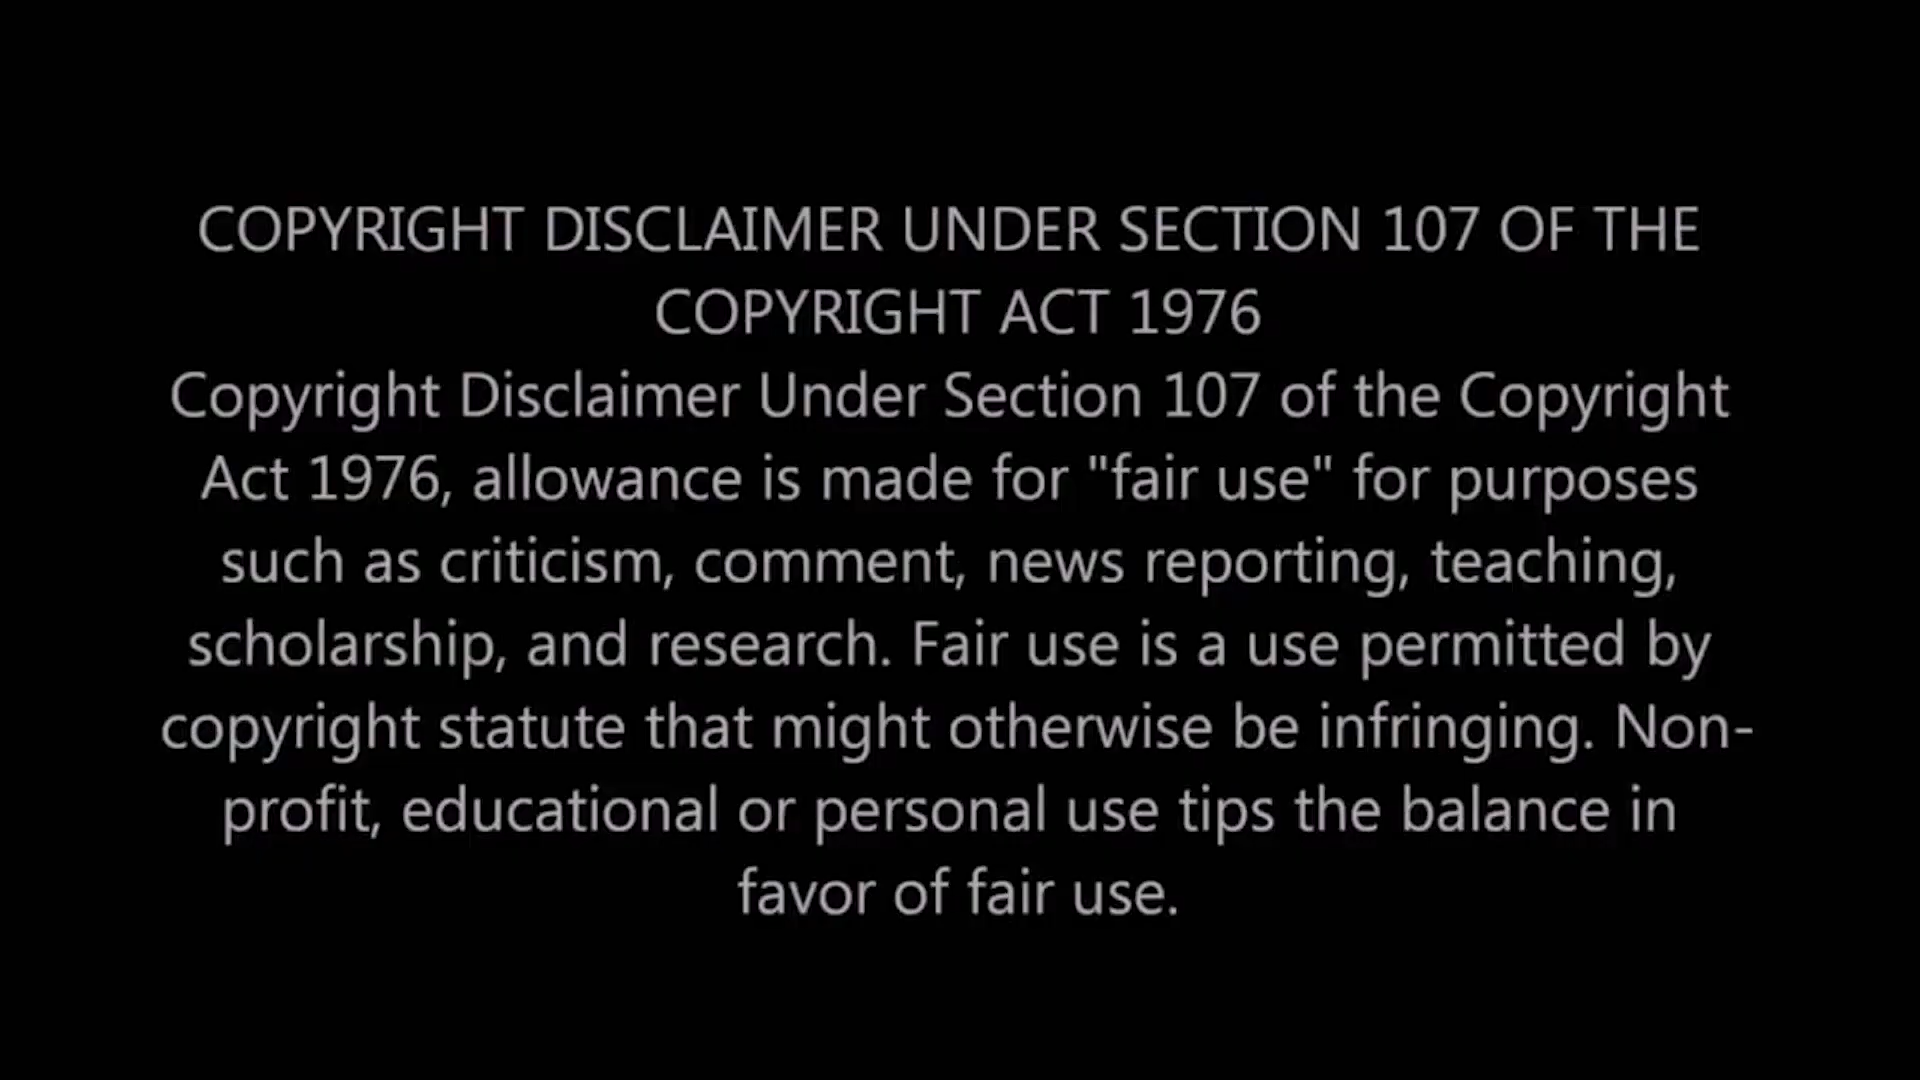 COPYRIGHT DISCLAIMER UNDER SECTION 107 OF THE
COPYRIGHT ACT 1976
Copyright Disclaimer Under Section 107 of the Copyright
Act 1976, allowance is made for "fair use" for purposes
such as criticism, comment, news reporting, teaching,
scholarship, and research. Fair use is a use permitted by
copyright statute that might otherwise be infringing. Non-
profit, educational or personal use tips the balance in
favor of fair use.